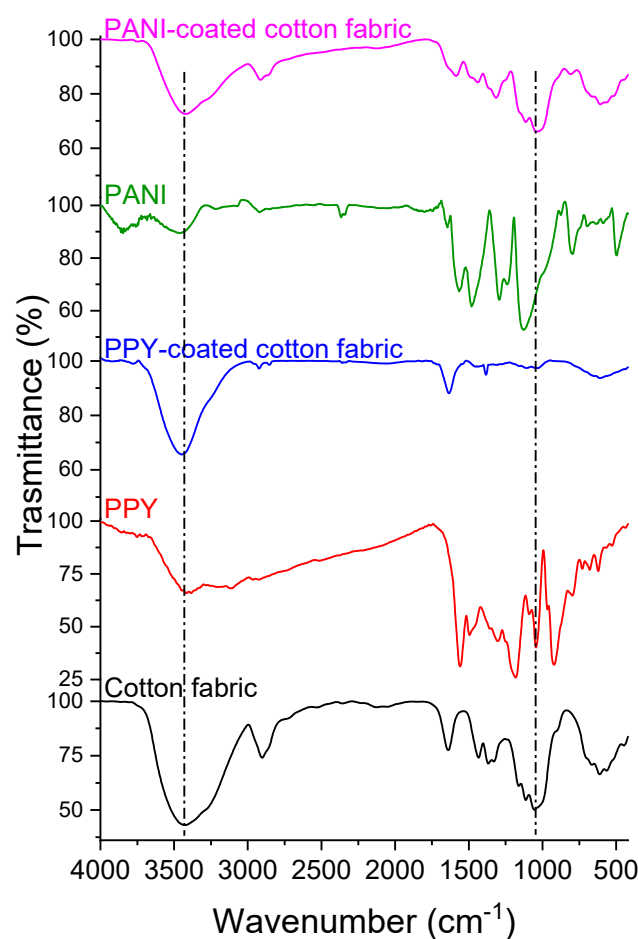 PANI-coated cotton fabric
100
80
60
PANI
100
80
60
PPY-coated cotton fabric
100
80
60
PPY
100
75
50
25
Cotton fabric
100
75
50
Trasmittance (%)
4000 3500 3000 2500 2000 1500 1000 500
Wavenumber (cm⁻¹)